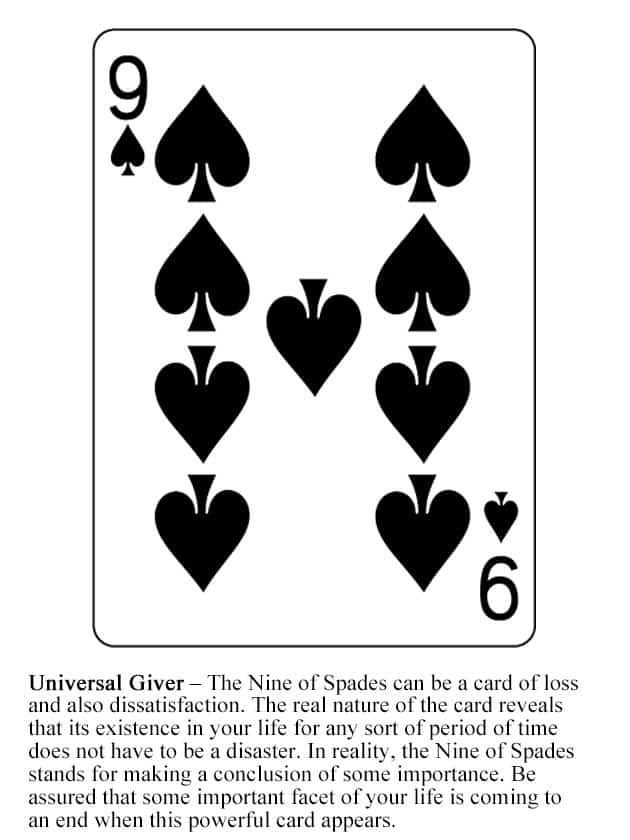 9
Universal Giver – The Nine of Spades can be a card of loss
and also dissatisfaction. The real nature of the card reveals
that its existence in your life for any sort of period of time
does not have to be a disaster. In reality, the Nine of Spades
stands for making a conclusion of some importance. Be
assured that some important facet of your life is coming to
an end when this powerful card appears.
9